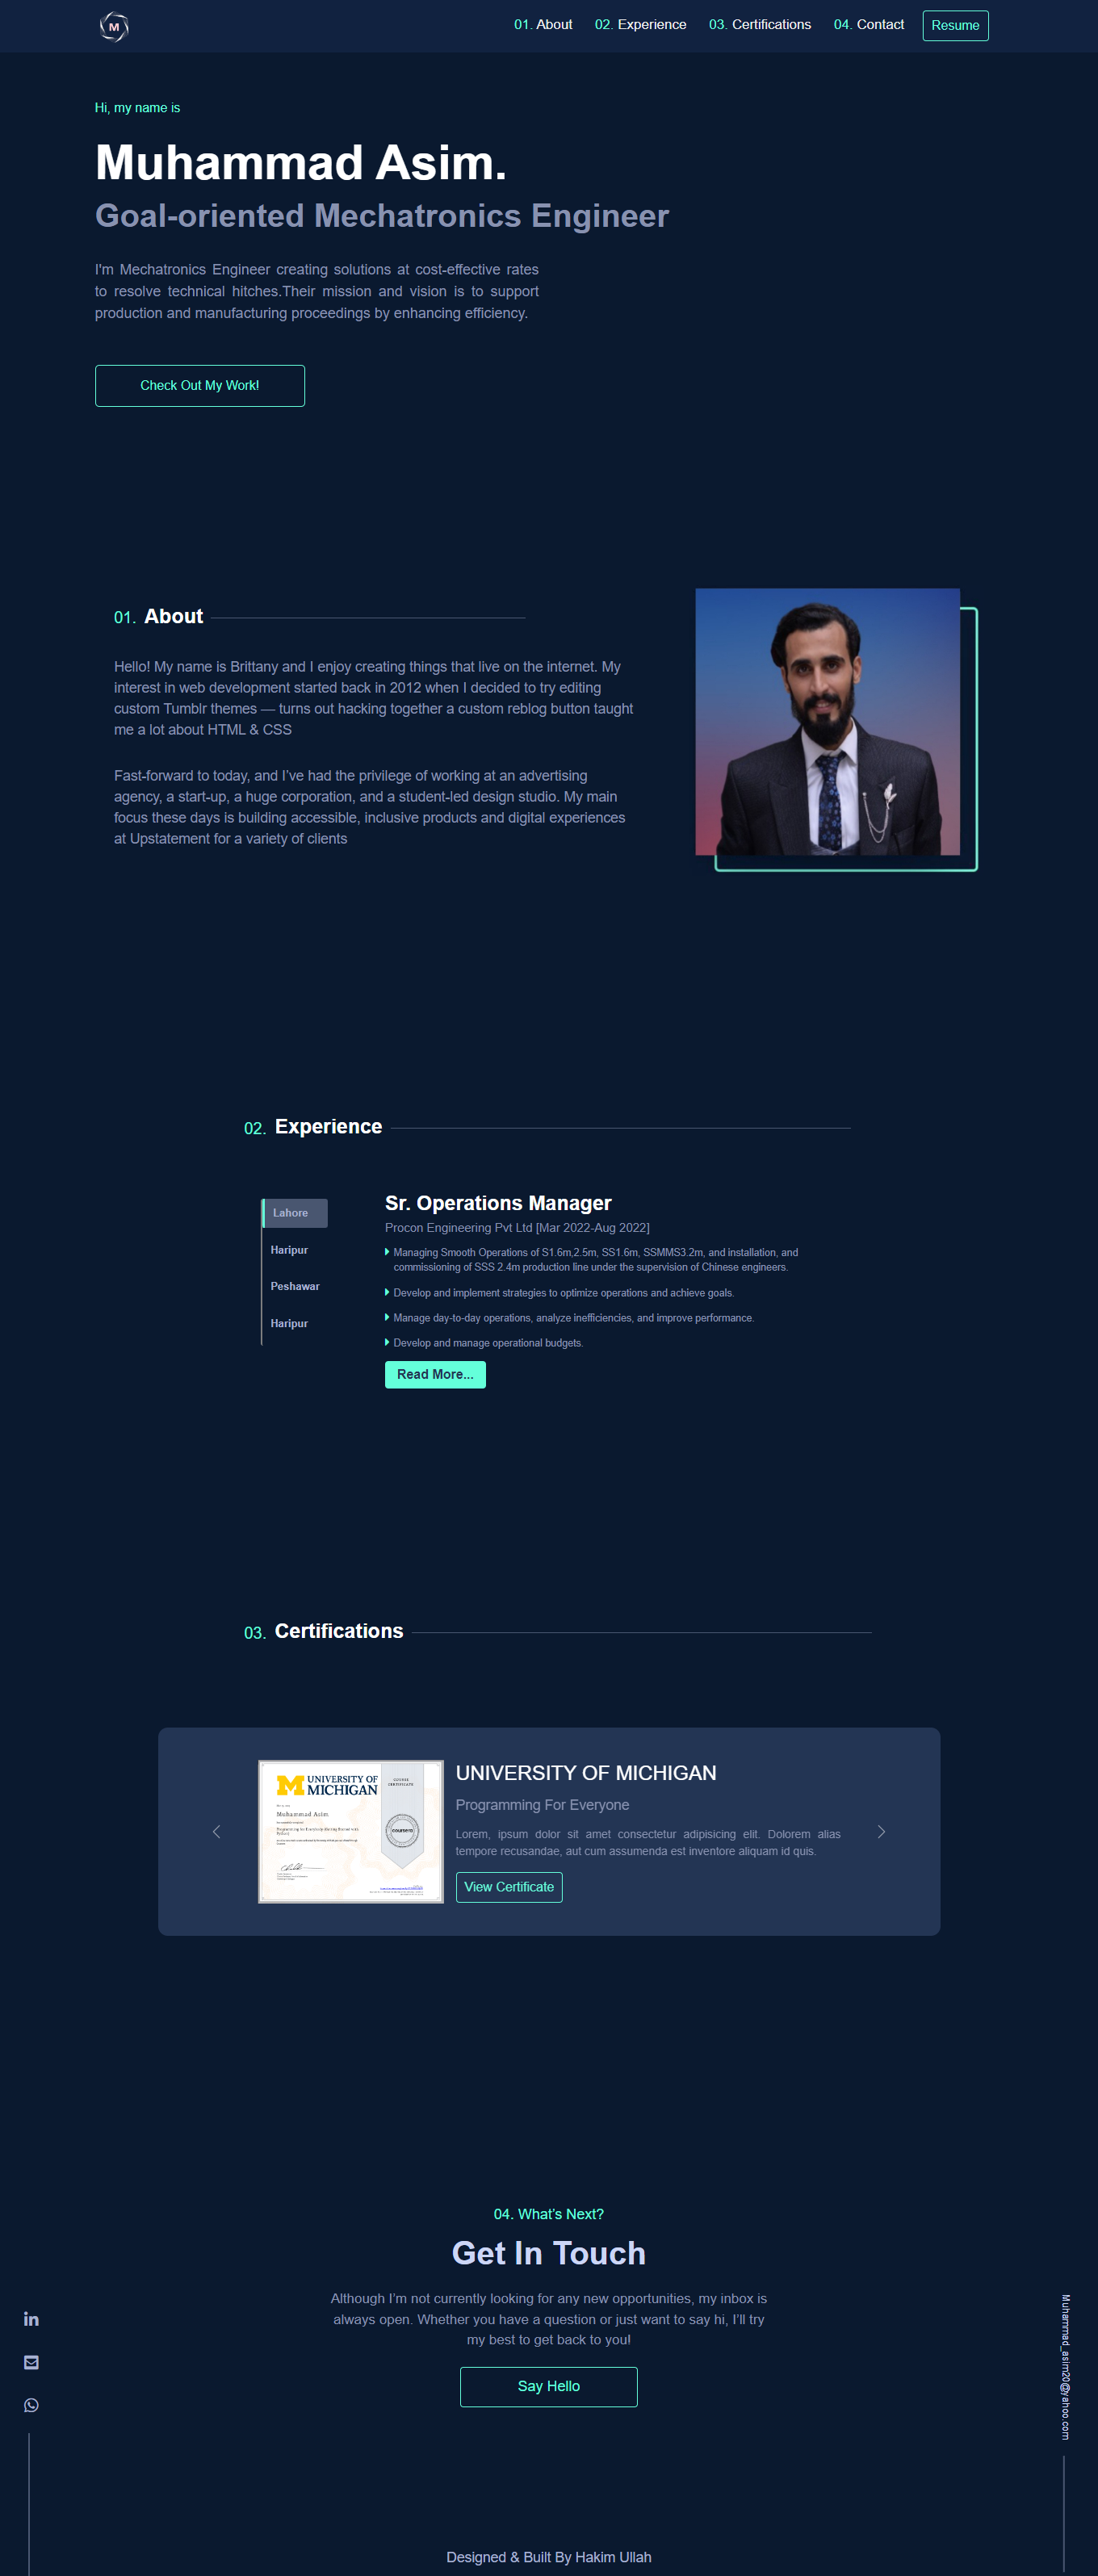 M
01. About 02. Experience 03. Certifications 04. Contact Resume
Hi, my name is
Muhammad Asim.
Goal-oriented Mechatronics Engineer
I'm Mechatronics Engineer creating solutions at cost-effective rates
to resolve technical hitches.Their mission and vision is to support
production and manufacturing proceedings by enhancing efficiency.
Check Out My Work!
01. About
Hello! My name is Brittany and I enjoy creating things that live on the internet. My
interest in web development started back in 2012 when I decided to try editing
custom Tumblr themes — turns out hacking together a custom reblog button taught
me a lot about HTML & CSS
Fast-forward to today, and I’ve had the privilege of working at an advertising
agency, a start-up, a huge corporation, and a student-led design studio. My main
focus these days is building accessible, inclusive products and digital experiences
at Upstatement for a variety of clients
02. Experience
Lahore
Haripur
Peshawar
Haripur
Sr. Operations Manager
Procon Engineering Pvt Ltd [Mar 2022-Aug 2022]
Managing Smooth Operations of S1.6m,2.5m, SS1.6m, SSMMS3.2m, and installation, and
commissioning of SSS 2.4m production line under the supervision of Chinese engineers.
Develop and implement strategies to optimize operations and achieve goals.
Manage day-to-day operations, analyze inefficiencies, and improve performance.
Develop and manage operational budgets.
Read More...
03. Certifications
UNIVERSITY OF
MICHIGAN
COURSE
CERTIFICATE
Muhammad Asim
coursera
UNIVERSITY OF MICHIGAN
Programming For Everyone
Lorem, ipsum dolor sit amet consectetur adipisicing elit. Dolorem alias
tempore recusandae, aut cum assumenda est inventore aliquam id quis.
View Certificate
04. What's Next?
Get In Touch
Although I’m not currently looking for any new opportunities, my inbox is
always open. Whether you have a question or just want to say hi, I’ll try
my best to get back to you!
Say Hello
in
Muhammad_asim20@yahoo.com
Designed & Built By Hakim Ullah